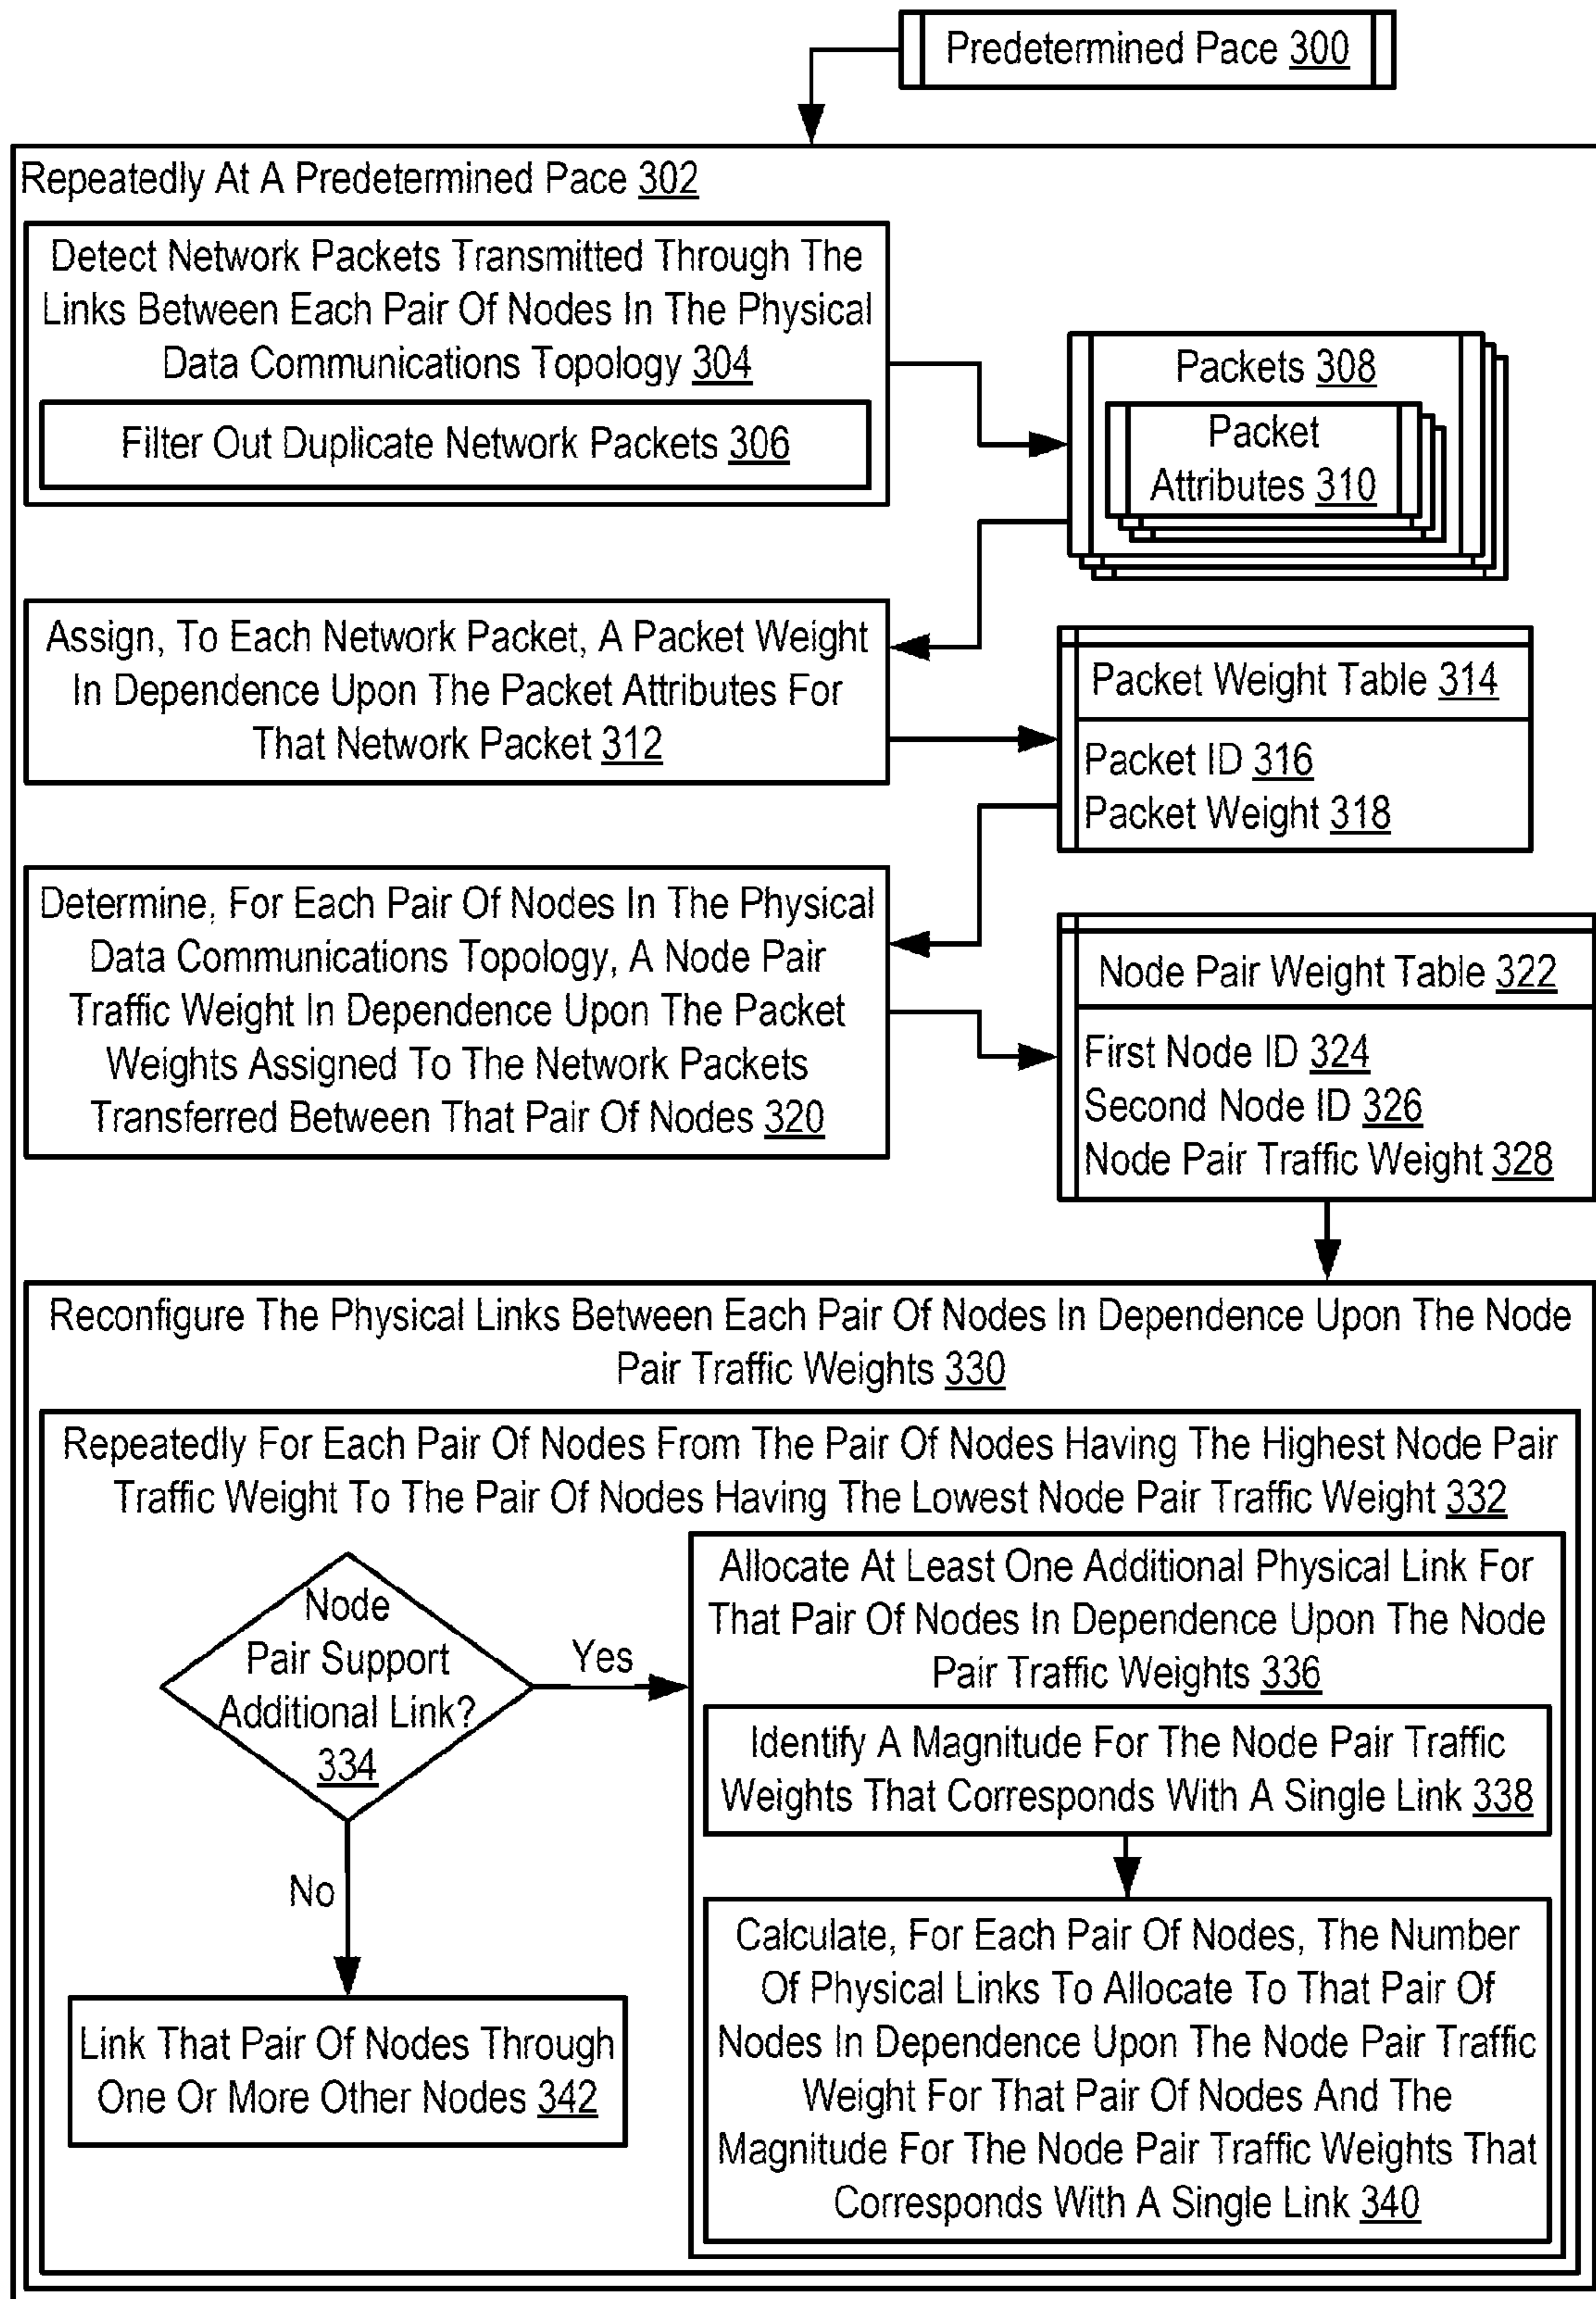 Predetermined Pace 300
Repeatedly At A Predetermined Pace 302
Detect Network Packets Transmitted Through The
Links Between Each Pair Of Nodes In The Physical
Data Communications Topology 304
Filter Out Duplicate Network Packets 306
Packets 308
Packet
Attributes 310
Assign, To Each Network Packet, A Packet Weight
In Dependence Upon The Packet Attributes For
That Network Packet 312
Packet Weight Table 314
Packet ID 316
Packet Weight 318
Determine, For Each Pair Of Nodes In The Physical
Data Communications Topology, A Node Pair
Traffic Weight In Dependence Upon The Packet
Weights Assigned To The Network Packets
Transferred Between That Pair Of Nodes 320
Node Pair Weight Table 322
First Node ID 324
Second Node ID 326
Node Pair Traffic Weight 328
Reconfigure The Physical Links Between Each Pair Of Nodes In Dependence Upon The Node
Pair Traffic Weights 330
Repeatedly For Each Pair Of Nodes From The Pair Of Nodes Having The Highest Node Pair
Traffic Weight To The Pair Of Nodes Having The Lowest Node Pair Traffic Weight 332
Node
Pair Support
Additional Link?
334
Yes
No
Link That Pair Of Nodes Through
One Or More Other Nodes 342
Allocate At Least One Additional Physical Link For
That Pair Of Nodes In Dependence Upon The Node
Pair Traffic Weights 336
Identify A Magnitude For The Node Pair Traffic
Weights That Corresponds With A Single Link 338
Calculate, For Each Pair Of Nodes, The Number
Of Physical Links To Allocate To That Pair Of
Nodes In Dependence Upon The Node Pair Traffic
Weight For That Pair Of Nodes And The
Magnitude For The Node Pair Traffic Weights That
Corresponds With A Single Link 340